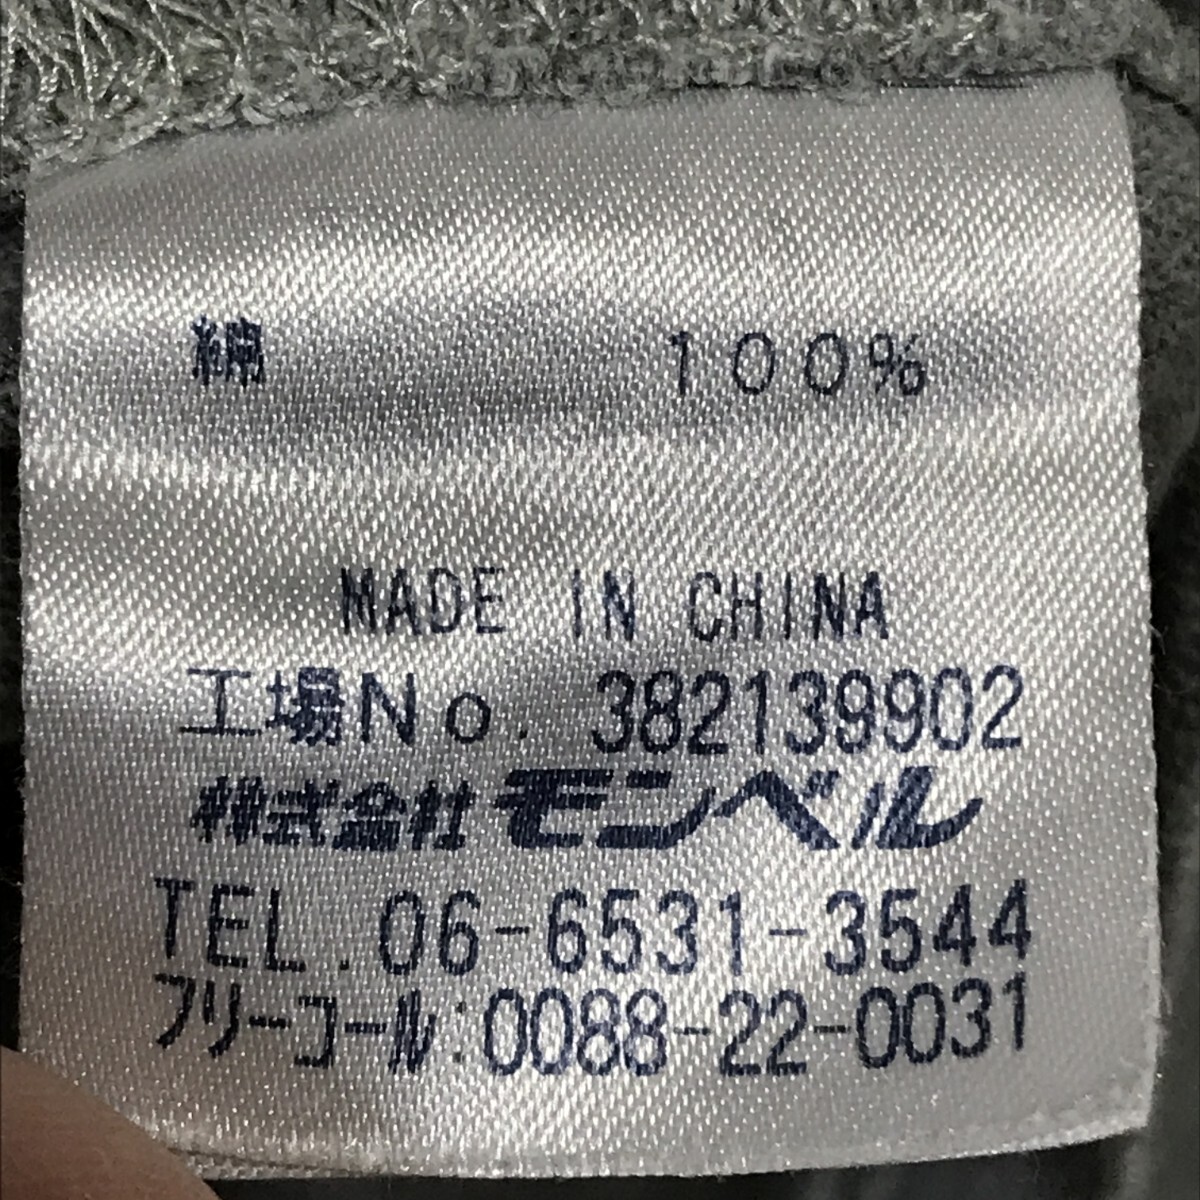 綿 100%
MADE IN CHINA
工場No. 382139902
株式会社モンベル
TEL.06-6531-3544
フリーコール:0088-22-0031